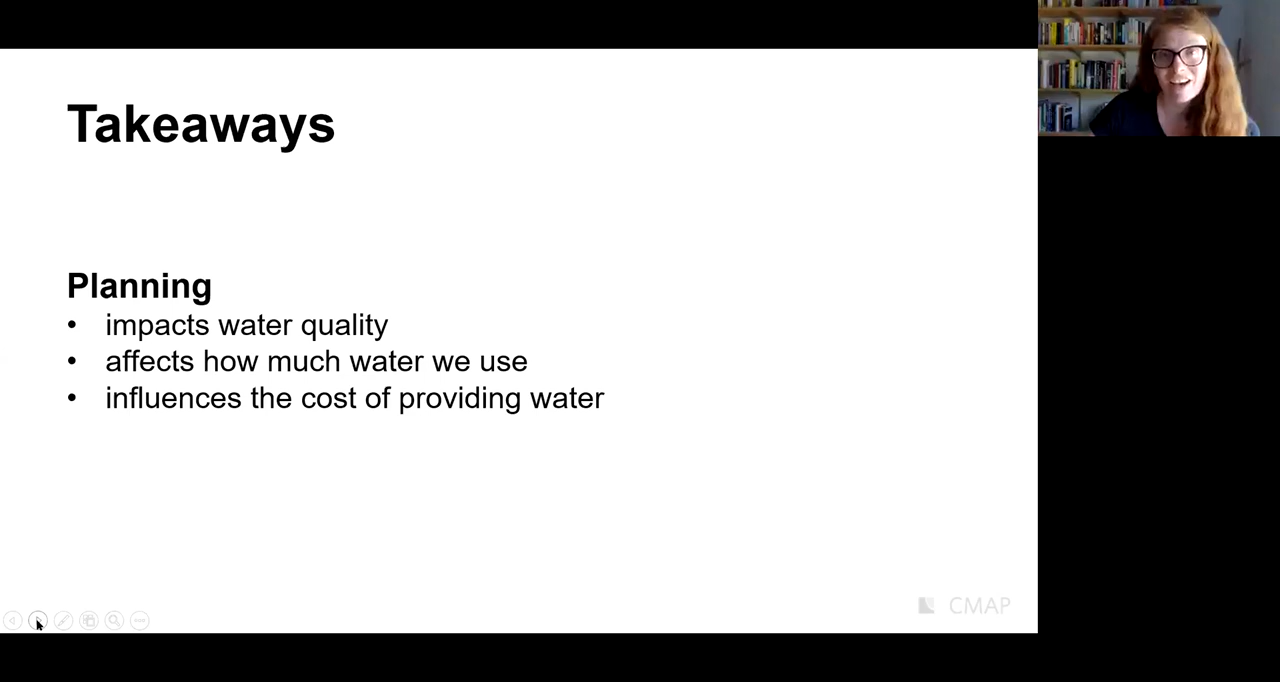 Takeaways
Planning
• impacts water quality
• affects how much water we use
• influences the cost of providing water
CMAP